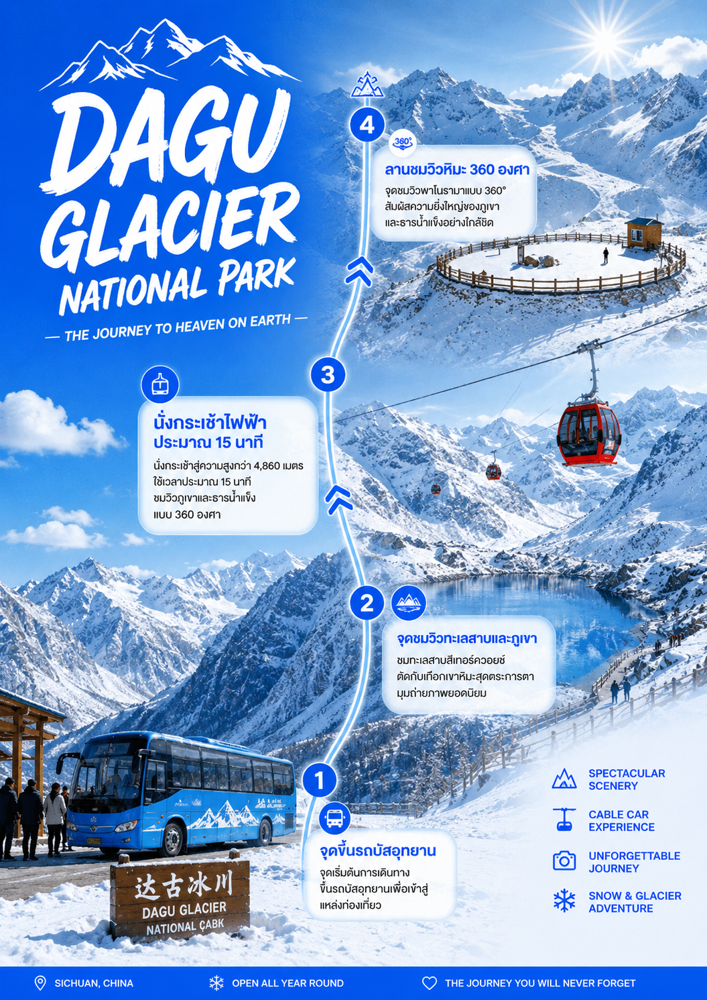 DAGU
GLACIER
NATIONAL PARK
THE JOURNEY TO HEAVEN ON EARTH
4
360°
ลานชมวิวหิมะ 360 องศา
จุดชมวิวพาโนรามาแบบ 360°
สัมผัสความยิ่งใหญ่ของภูเขา
และธารน้ำแข็งอย่างใกล้ชิด
3
นั่งกระเช้าไฟฟ้า
ประมาณ 15 นาที
นั่งกระเช้าสู่ความสูงกว่า 4,860 เมตร
ใช้เวลาประมาณ 15 นาที
ชมวิวภูเขาและธารน้ำแข็ง
แบบ 360 องศา
2
จุดชมวิวทะเลสาบและภูเขา
ชมทะเลสาบสีเทอร์ควอยซ์
ตัดกับเทือกเขาหิมะสุดตระการตา
มุมถ่ายภาพยอดนิยม
1
จุดขึ้นรถบัสอุทยาน
จุดเริ่มต้นการเดินทาง
ขึ้นรถบัสอุทยานเพื่อเข้าสู่
แหล่งท่องเที่ยว
达古冰川
DAGU GLACIER
NATIONAL ÇABK
SPECTACULAR
SCENERY
CABLE CAR
EXPERIENCE
UNFORGETTABLE
JOURNEY
SNOW & GLACIER
ADVENTURE
SICHUAN, CHINA
OPEN ALL YEAR ROUND
THE JOURNEY YOU WILL NEVER FORGET